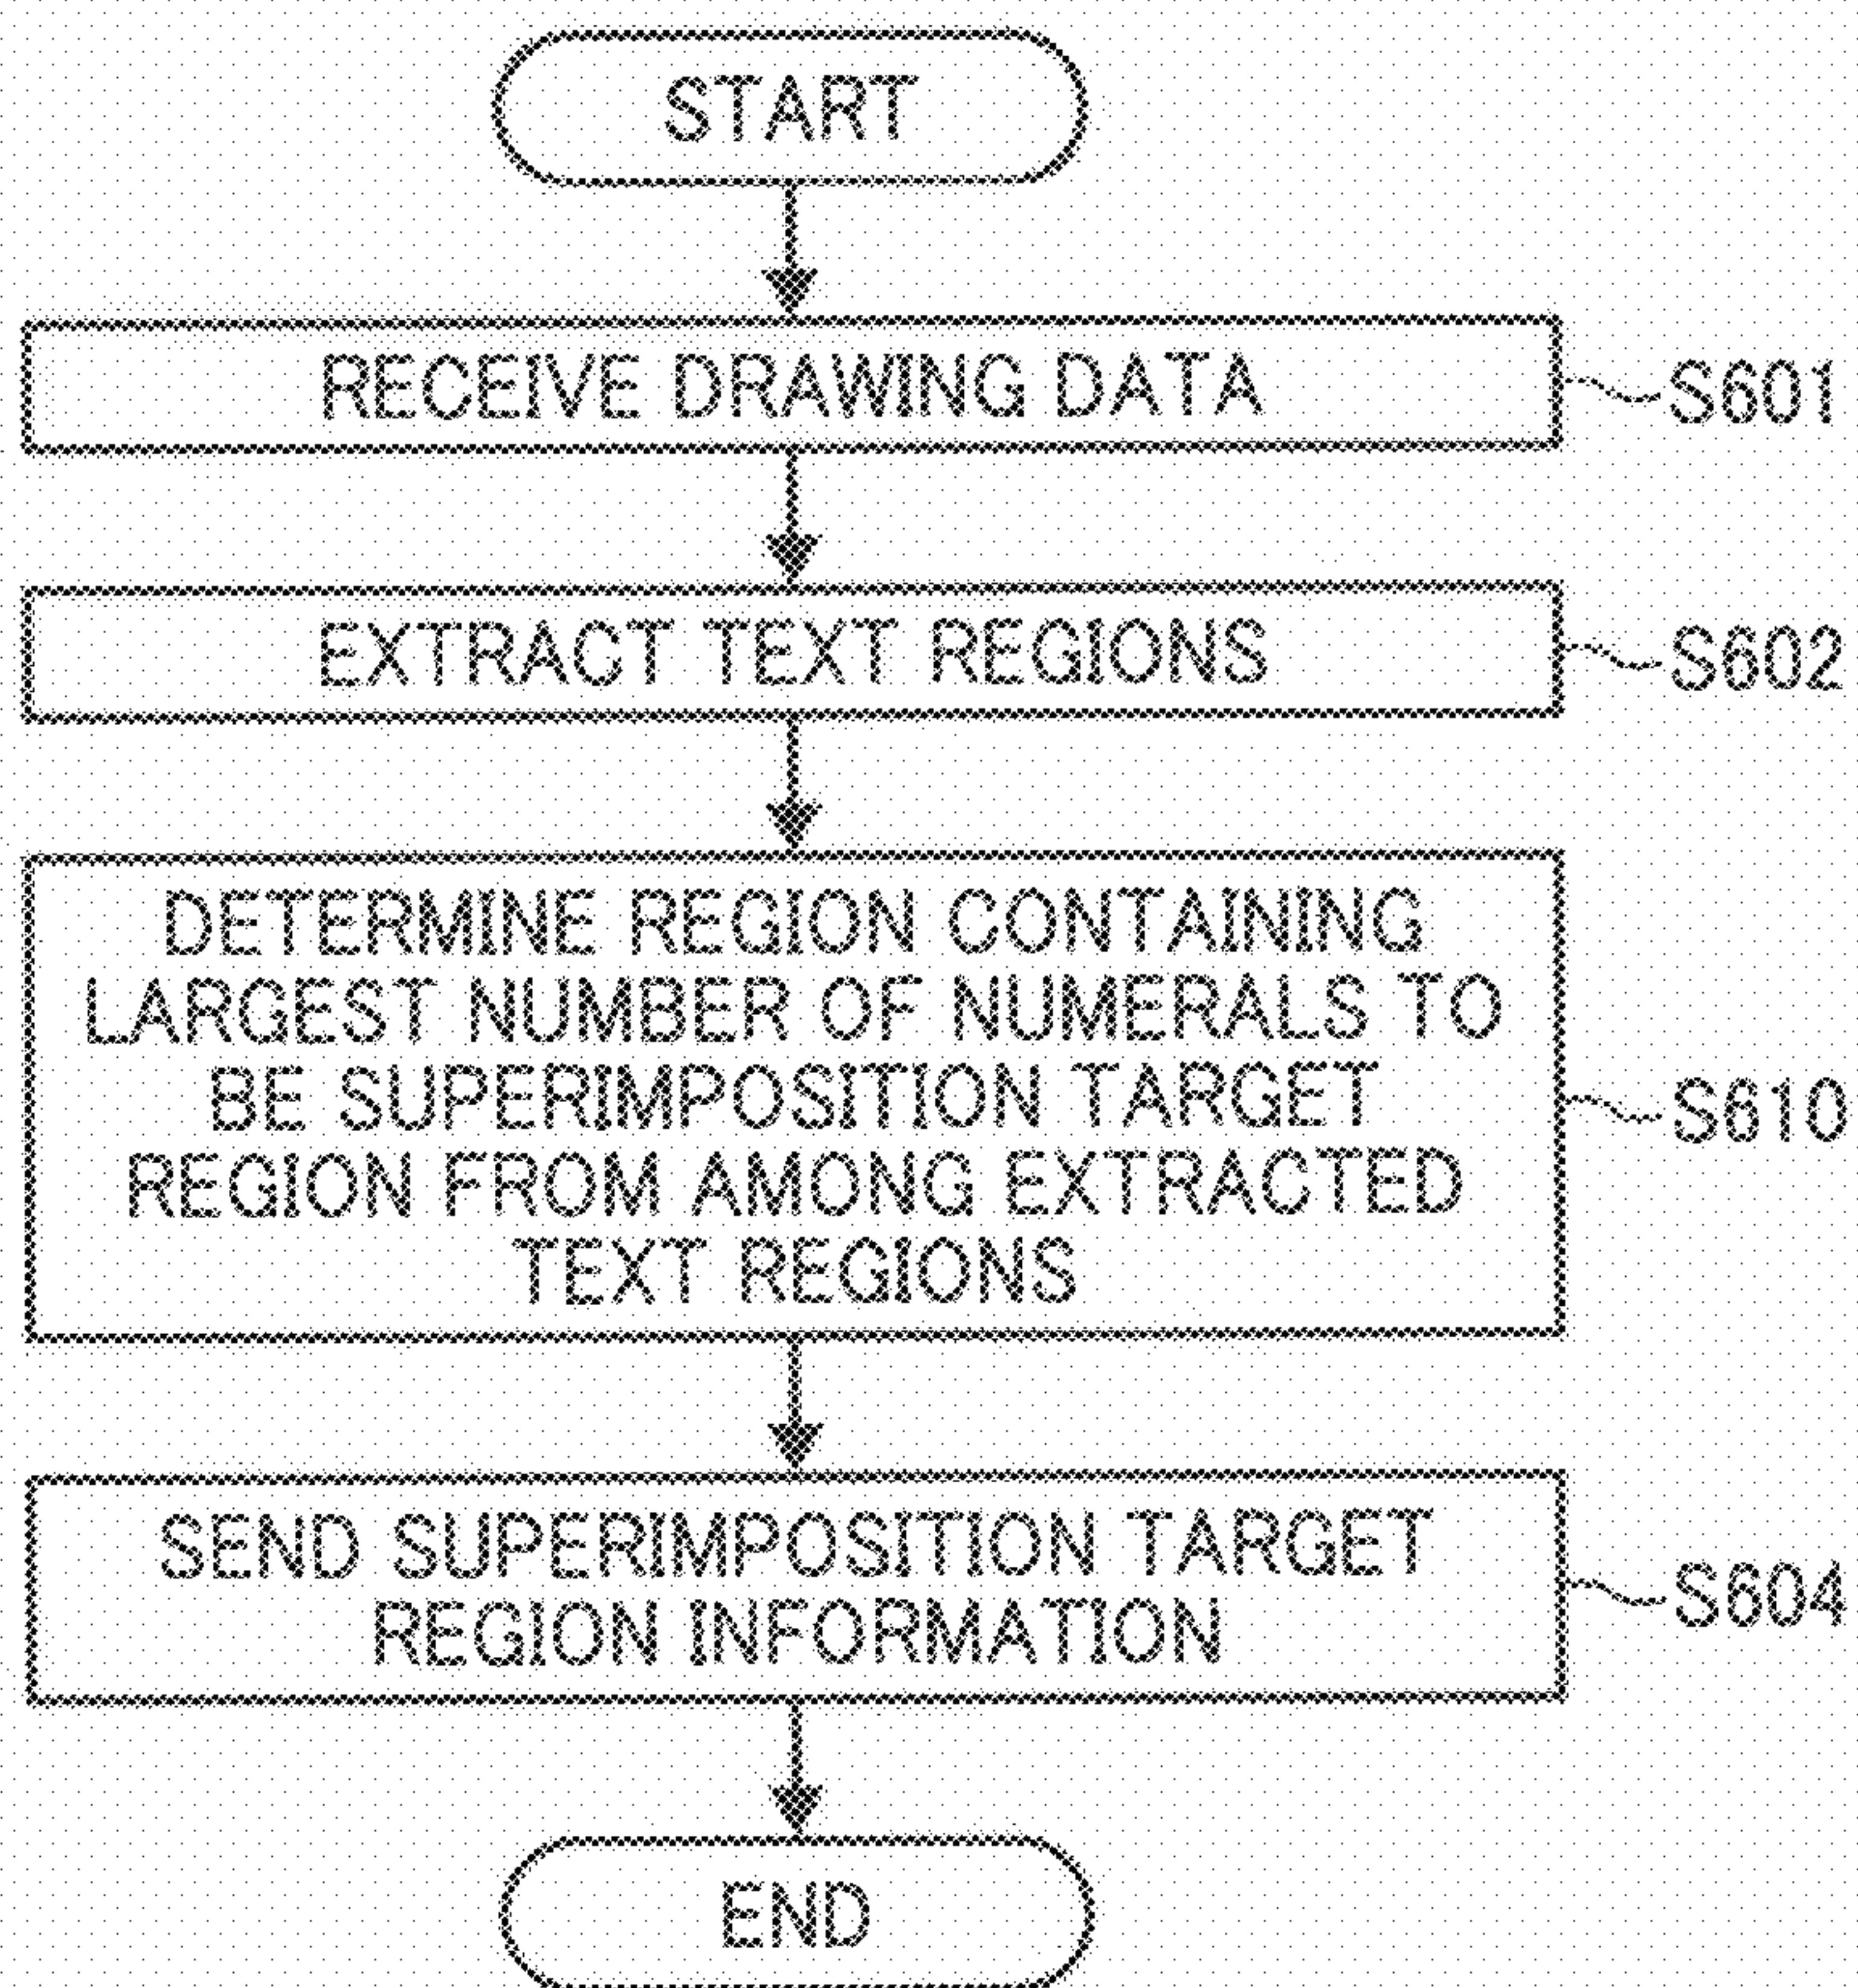 START
RECEIVE DRAWING DATA
S601
EXTRACT TEXT REGIONS
S602
DETERMINE REGION CONTAINING
LARGEST NUMBER OF NUMERALS TO
BE SUPERIMPOSITION TARGET
REGION FROM AMONG EXTRACTED
TEXT REGIONS
S610
SEND SUPERIMPOSITION TARGET
REGION INFORMATION
S604
END